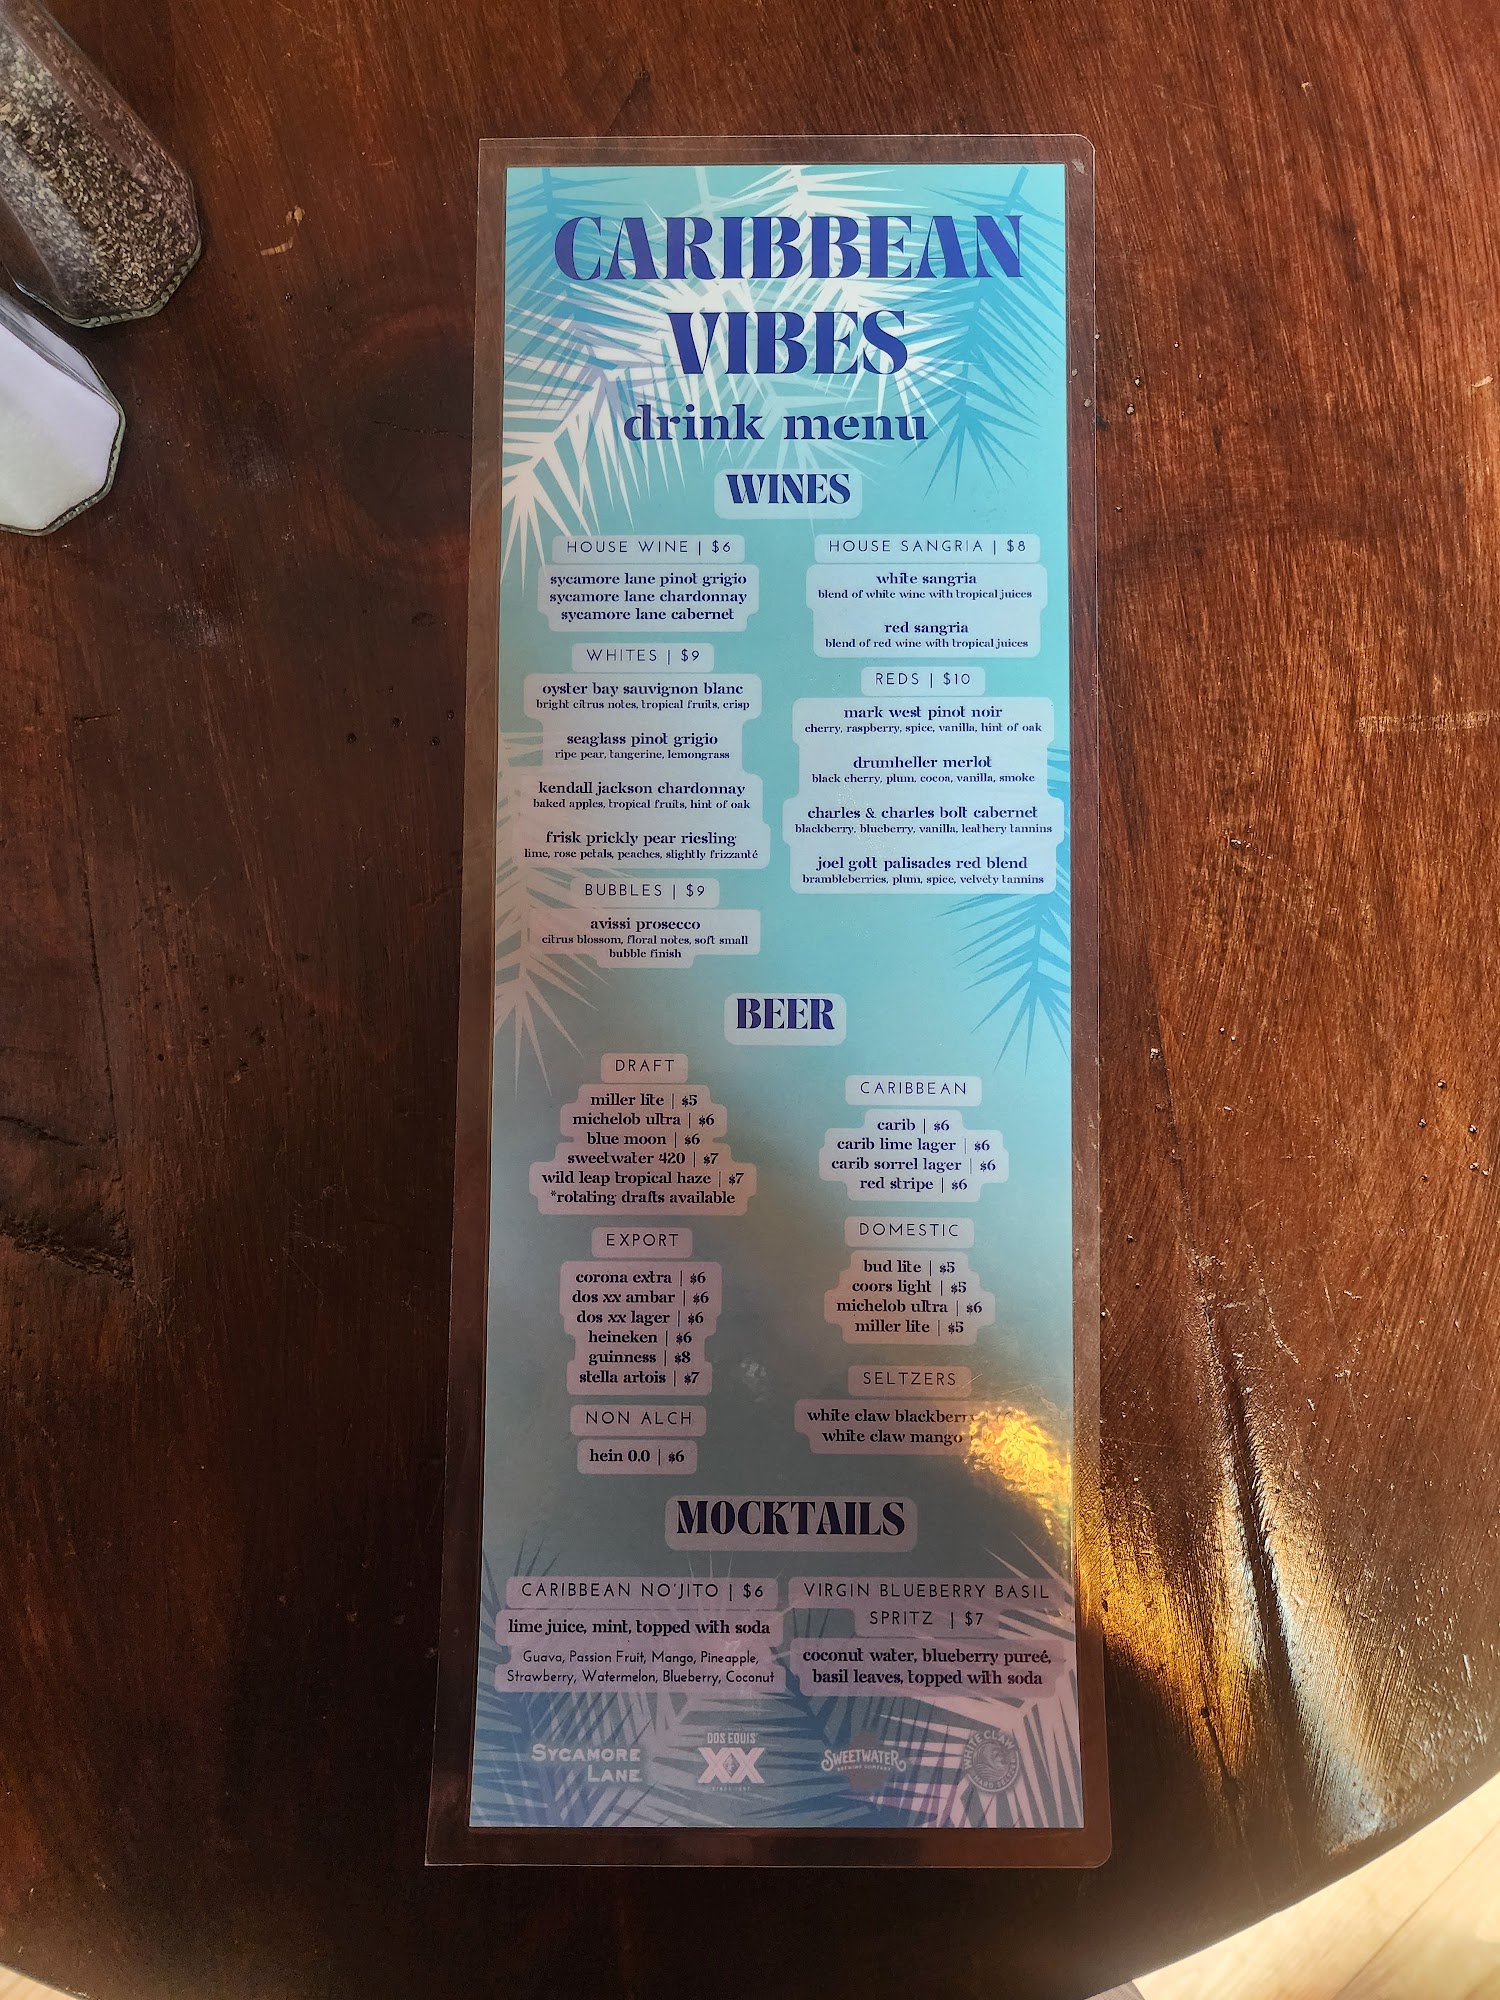 CARIBBEAN
VIBES
drink menu
WINES
HOUSE WINE | $6
sycamore lane pinot grigio
sycamore lane chardonnay
sycamore lane cabernet
WHITES | $9
oyster bay sauvignon blanc
bright citrus notes, tropical fruits, crisp
seaglass pinot grigio
ripe pear, tangerine, lemongrass
kendall jackson chardonnay
baked apples, tropical fruits, hint of oak
frisk prickly pear riesling
lime, rose petals, peaches, slightly frizzanté
BUBBLES | $9
avissi prosecco
citrus blossom, floral notes, soft small
bubble finish
HOUSE SANGRIA | $8
white sangria
blend of white wine with tropical juices
red sangria
blend of red wine with tropical juices
REDS | $10
mark west pinot noir
cherry, raspberry, spice, vanilla, hint of oak
drumheller merlot
black cherry, plum, cocoa, vanilla, smoke
charles & charles bolt cabernet
blackberry, blueberry, vanilla, leathery tannins
joel gott palisades red blend
brambleberries, plum, spice, velvety tannins
BEER
DRAFT
miller lite | $5
michelob ultra | $6
blue moon | $6
sweetwater 420 | $7
wild leap tropical haze | $7
*rotating drafts available
EXPORT
corona extra | $6
dos xx ambar | $6
dos xx lager | $6
heineken | $6
guinness | $8
stella artois | $7
NON ALCH
hein 0.0 | $6
CARIBBEAN
carib | $6
carib lime lager | $6
carib sorrel lager | $6
red stripe | $6
DOMESTIC
bud lite | $5
coors light | $5
michelob ultra | $6
miller lite | $5
SELTZERS
white claw blackberry
white claw mango
MOCKTAILS
CARIBBEAN NO'JITO | $6
lime juice, mint, topped with soda
Guava, Passion Fruit, Mango, Pineapple,
Strawberry, Watermelon, Blueberry, Coconut
VIRGIN BLUEBERRY BASIL
SPRITZ | $7
coconut water, blueberry pureé,
basil leaves, topped with soda
SYCAMORE
LANE
DOS EQUIS
XX
SWEETWATER
BREWING COMPANY
WHITE CLAW
HARD SELTZER